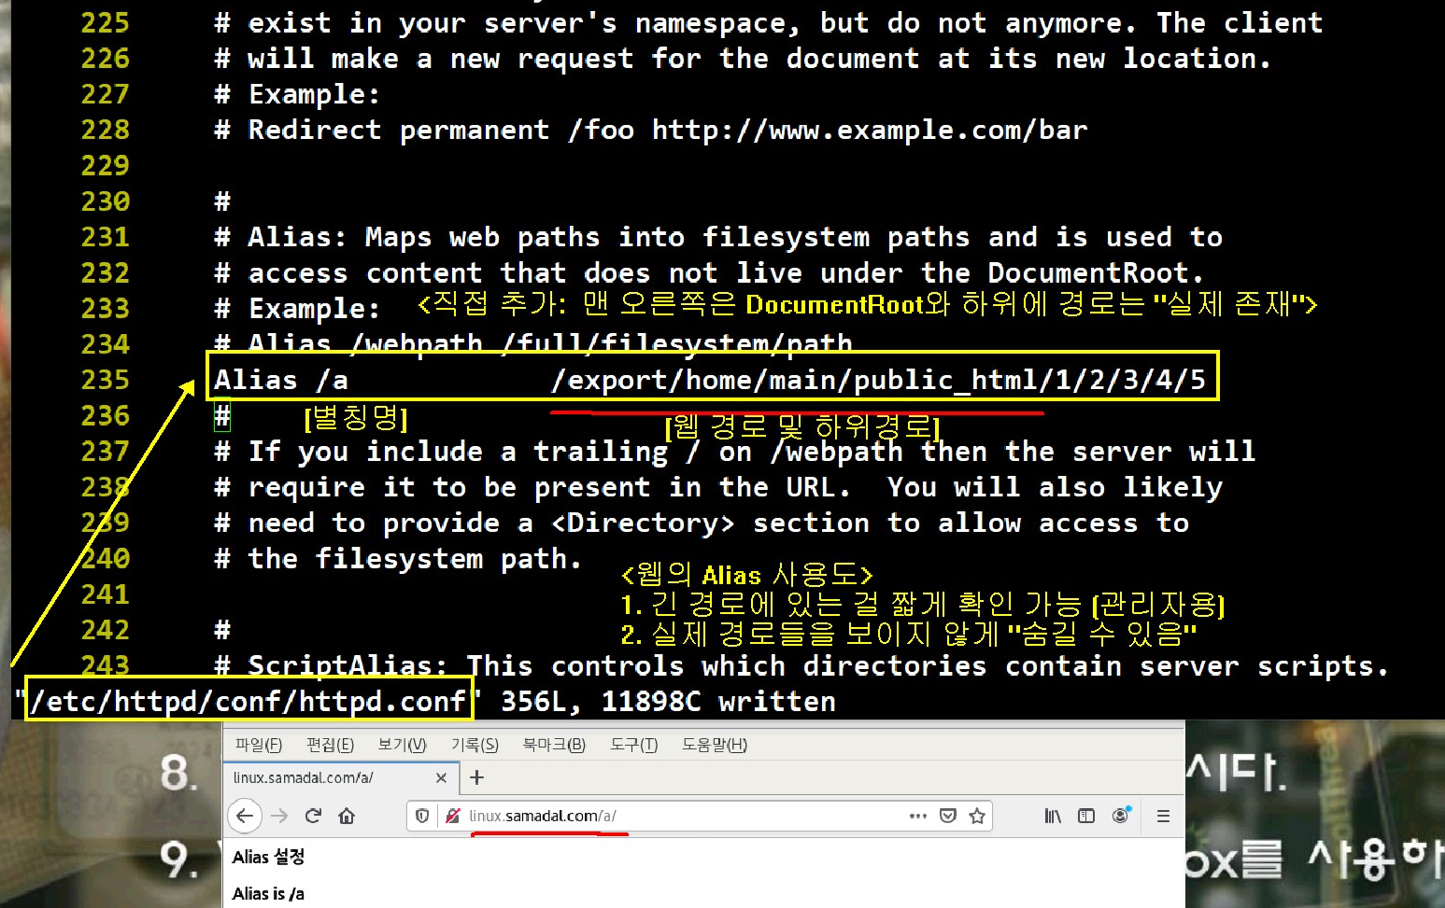 225 # exist in your server's namespace, but do not anymore. The client
226 # will make a new request for the document at its new location.
227 # Example:
228 # Redirect permanent /foo http://www.example.com/bar
229
230 #
231 # Alias: Maps web paths into filesystem paths and is used to
232 # access content that does not live under the DocumentRoot.
233 # Example: <직접 추가: 맨 오른쪽은 DocumentRoot와 하위에 경로는 "실제 존재">
234 # Alias /webpath /full/filesystem/path
235 Alias /a /export/home/main/public_html/1/2/3/4/5
236 # [별칭명] [웹 경로 및 하위경로]
237 # If you include a trailing / on /webpath then the server will
238 # require it to be present in the URL. You will also likely
239 # need to provide a <Directory> section to allow access to
240 # the filesystem path.
<웹의 Alias 사용도>
241
1. 긴 경로에 있는 걸 짧게 확인 가능 (관리자용)
242 #
2. 실제 경로들을 보이지 않게 "숨길 수 있음"
243 # ScriptAlias: This controls which directories contain server scripts.
"/etc/httpd/conf/httpd.conf" 356L, 11898C written
파일(F) 편집(E) 보기(V) 기록(S) 북마크(B) 도구(T) 도움말(H)
8.
시다.
linux.samadal.com/a/
linux.samadal.com/a/
9.
ox를 사용하
Alias 설정
Alias is /a